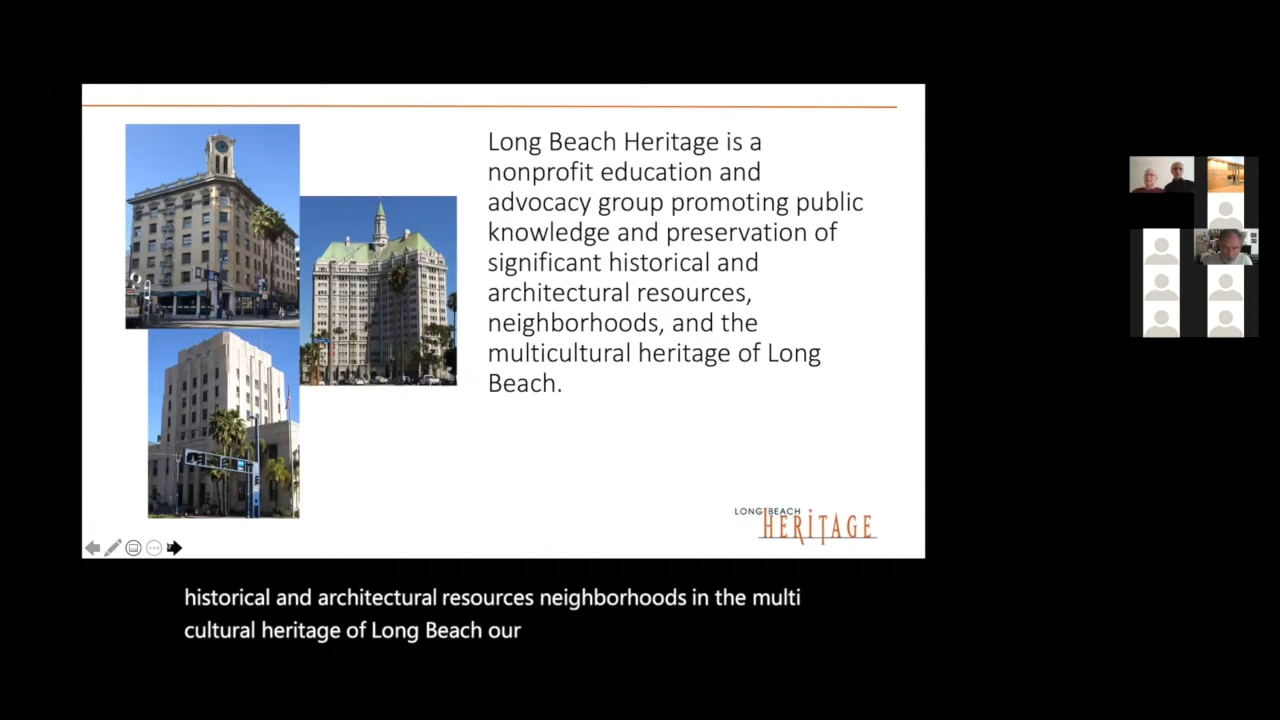 Long Beach Heritage is a
nonprofit education and
advocacy group promoting public
knowledge and preservation of
significant historical and
architectural resources,
neighborhoods, and the
multicultural heritage of Long
Beach.
LONG BEACH
HERITAGE
historical and architectural resources neighborhoods in the multi
cultural heritage of Long Beach our